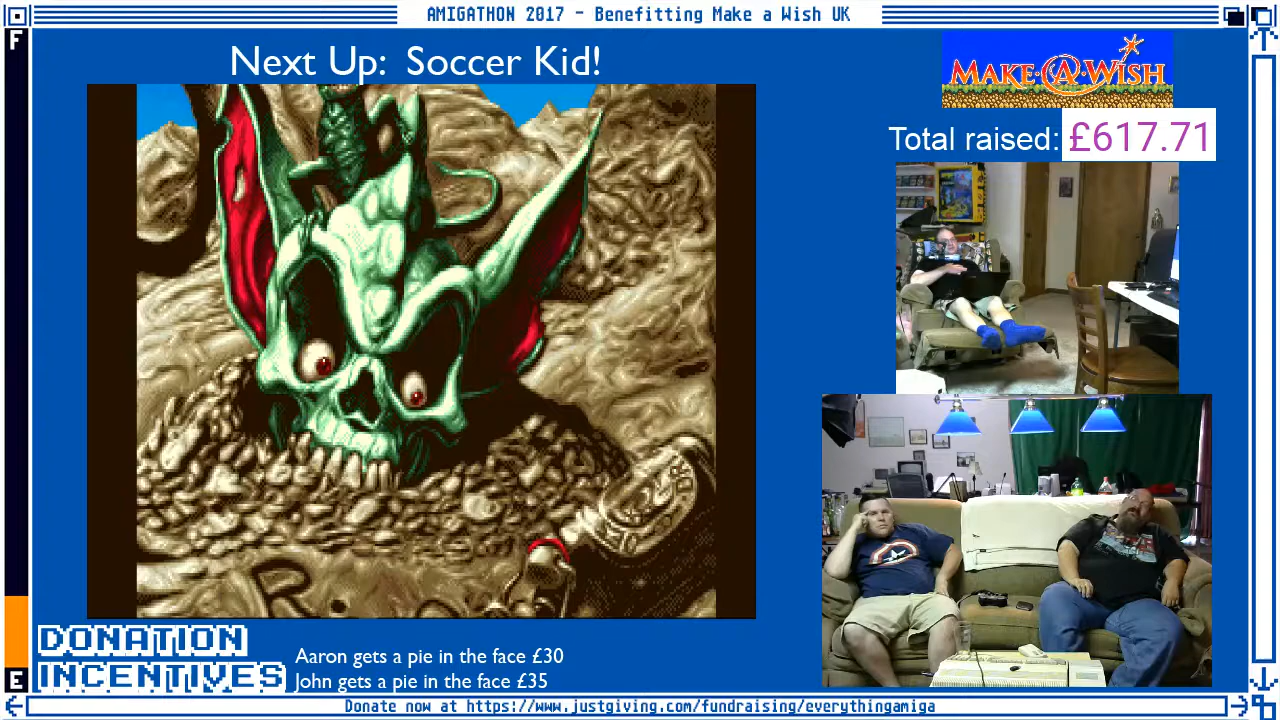 AMIGATHON 2017 - Benefitting Make a Wish UK
F
Next Up: Soccer Kid!
MAKE-A-WISH
Total raised: £617.71
R.
DONATION
INCENTIVES
E
Aaron gets a pie in the face £30
John gets a pie in the face £35
Donate now at https://www.justgiving.com/fundraising/everythingamiga